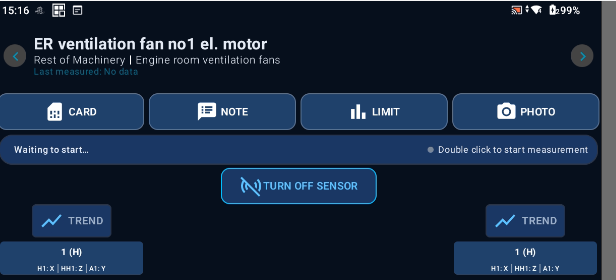 15:16
99%
ER ventilation fan no1 el. motor
Rest of Machinery | Engine room ventilation fans
Last measured: No data
CARD
NOTE
LIMIT
PHOTO
Waiting to start…
Double click to start measurement
TURN OFF SENSOR
TREND
TREND
1 (H)
1 (H)
H1: X | HH1: Z | A1: Y
H1: X | HH1: Z | A1: Y